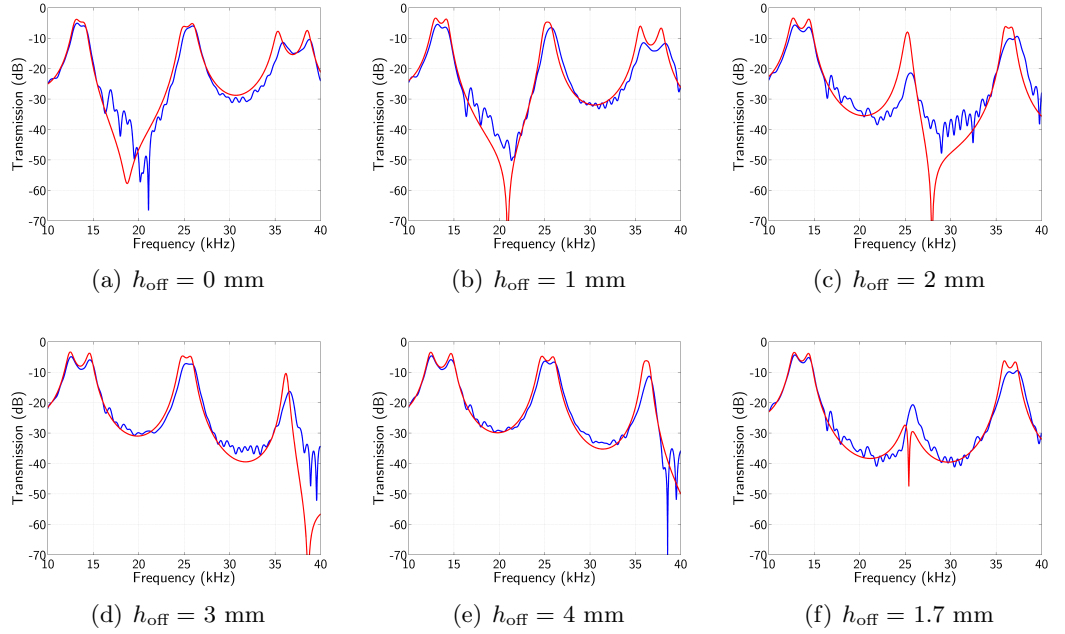 0
-10
-20
-30
-40
-50
-60
-70
Transmission (dB)
10 15 20 25 30 35 40
Frequency (kHz)
(a) h_off = 0 mm
0
-10
-20
-30
-40
-50
-60
-70
Transmission (dB)
10 15 20 25 30 35 40
Frequency (kHz)
(b) h_off = 1 mm
0
-10
-20
-30
-40
-50
-60
-70
Transmission (dB)
10 15 20 25 30 35 40
Frequency (kHz)
(c) h_off = 2 mm
0
-10
-20
-30
-40
-50
-60
-70
Transmission (dB)
10 15 20 25 30 35 40
Frequency (kHz)
(d) h_off = 3 mm
0
-10
-20
-30
-40
-50
-60
-70
Transmission (dB)
10 15 20 25 30 35 40
Frequency (kHz)
(e) h_off = 4 mm
0
-10
-20
-30
-40
-50
-60
-70
Transmission (dB)
10 15 20 25 30 35 40
Frequency (kHz)
(f) h_off = 1.7 mm